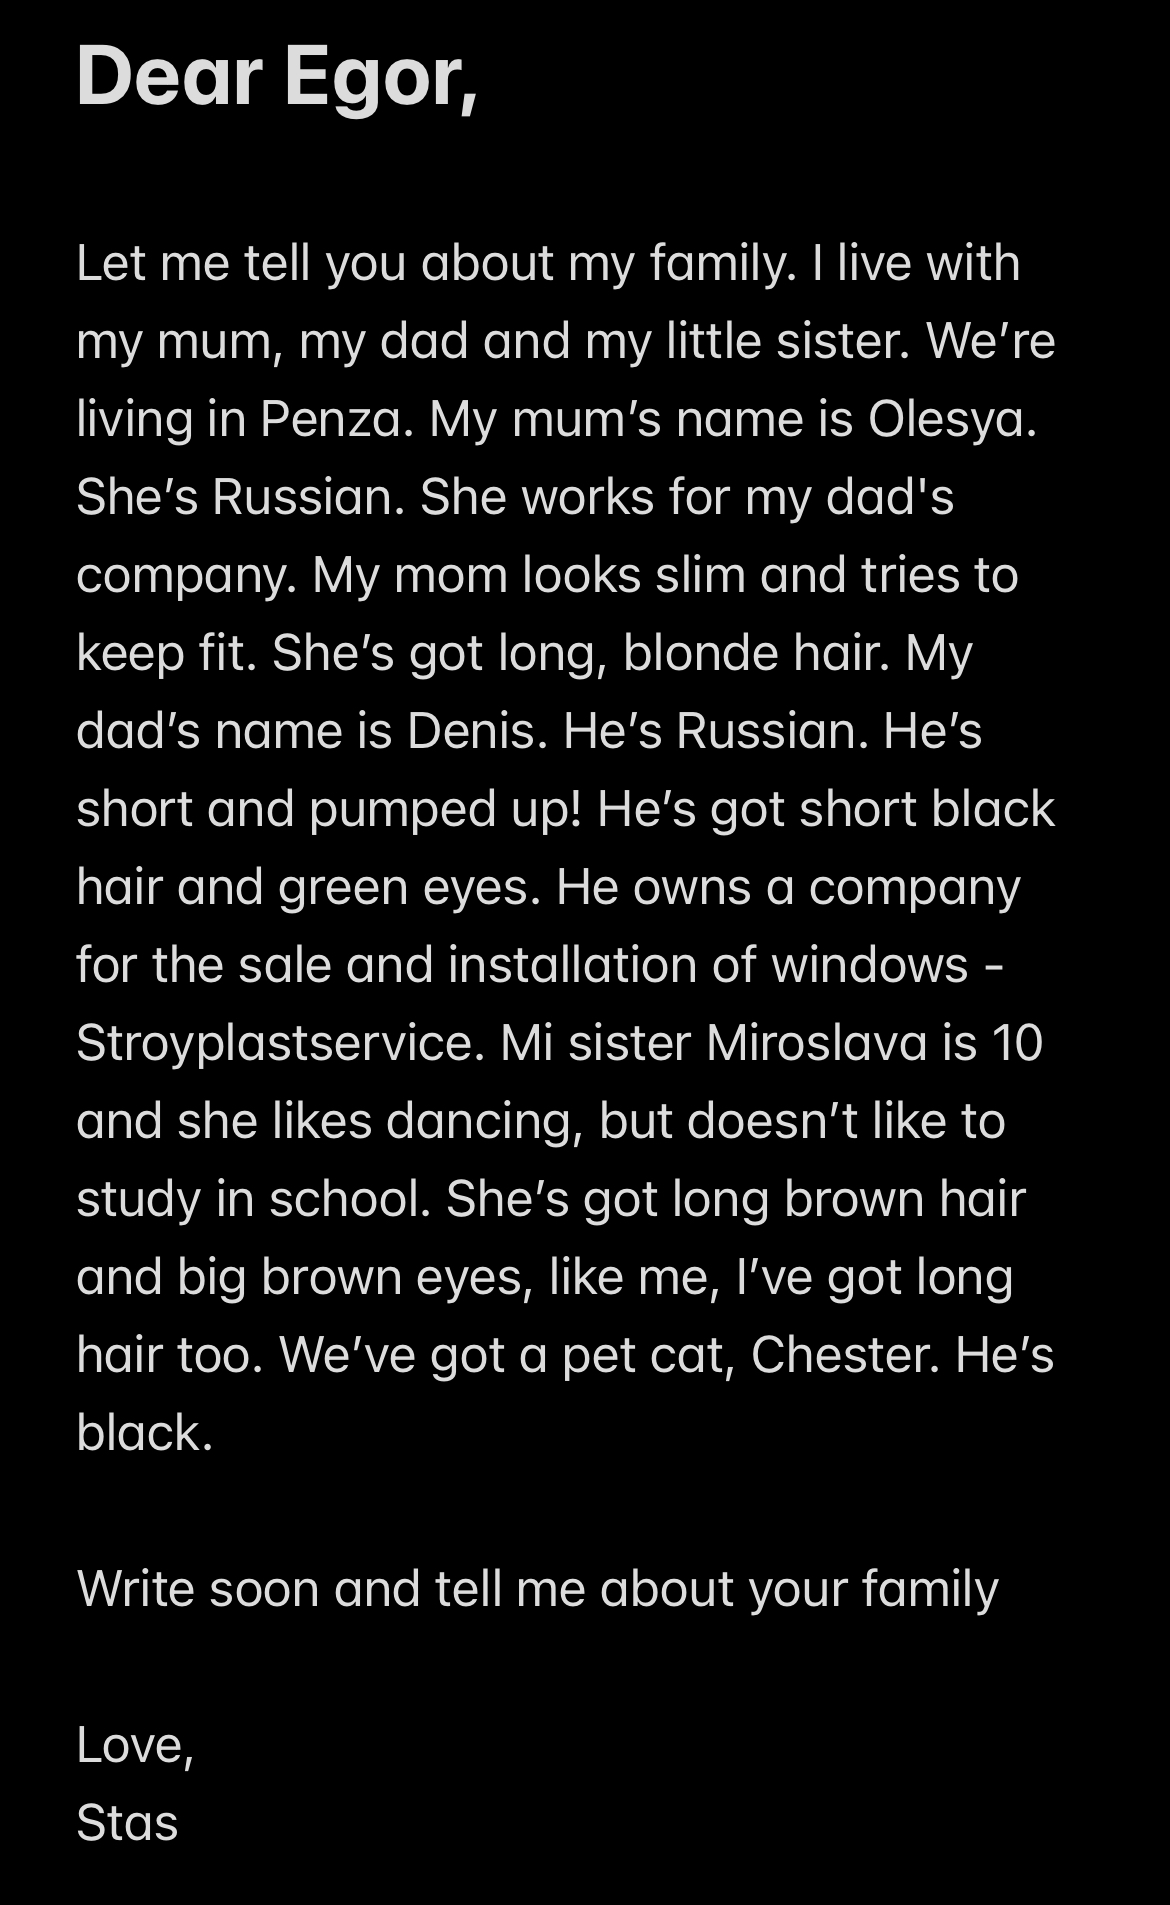 Dear Egor,
Let me tell you about my family. I live with
my mum, my dad and my little sister. We’re
living in Penza. My mum’s name is Olesya.
She’s Russian. She works for my dad's
company. My mom looks slim and tries to
keep fit. She’s got long, blonde hair. My
dad’s name is Denis. He’s Russian. He’s
short and pumped up! He’s got short black
hair and green eyes. He owns a company
for the sale and installation of windows -
Stroyplastservice. Mi sister Miroslava is 10
and she likes dancing, but doesn’t like to
study in school. She’s got long brown hair
and big brown eyes, like me, I’ve got long
hair too. We’ve got a pet cat, Chester. He’s
black.
Write soon and tell me about your family
Love,
Stas